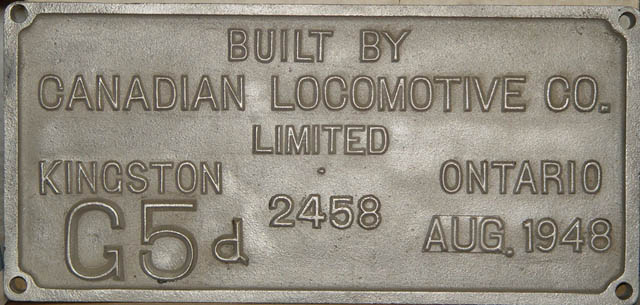 BUILT BY
CANADIAN LOCOMOTIVE CO.
LIMITED
KINGSTON ONTARIO
G5d 2458 AUG. 1948